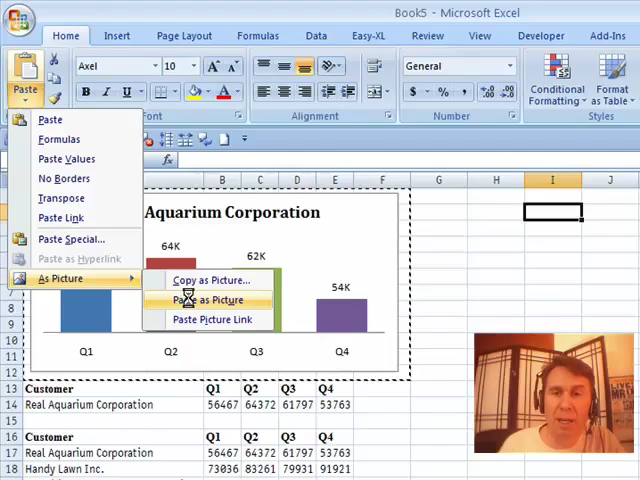 Book5 - Microsoft Excel
Home Insert Page Layout Formulas Data Easy-XL Review View Developer Add-Ins
Paste Axel 10 A A General Conditional Formatting Format as Table
B I U $ % ,
Font Alignment Number Styles
Paste
Formulas
Paste Values
No Borders
Transpose
Paste Link
Paste Special...
Paste as Hyperlink
As Picture
Copy as Picture...
Paste as Picture
Paste Picture Link
fx
B C D E F G H I J
Aquarium Corporation
64K 62K 54K
Q1 Q2 Q3 Q4
7
8
9
10
11
12
13 Customer Q1 Q2 Q3 Q4
14 Real Aquarium Corporation 56467 64372 61797 53763
15
16 Customer Q1 Q2 Q3 Q4
17 Real Aquarium Corporation 56467 64372 61797 53763
18 Handy Lawn Inc. 73036 83261 79931 91921